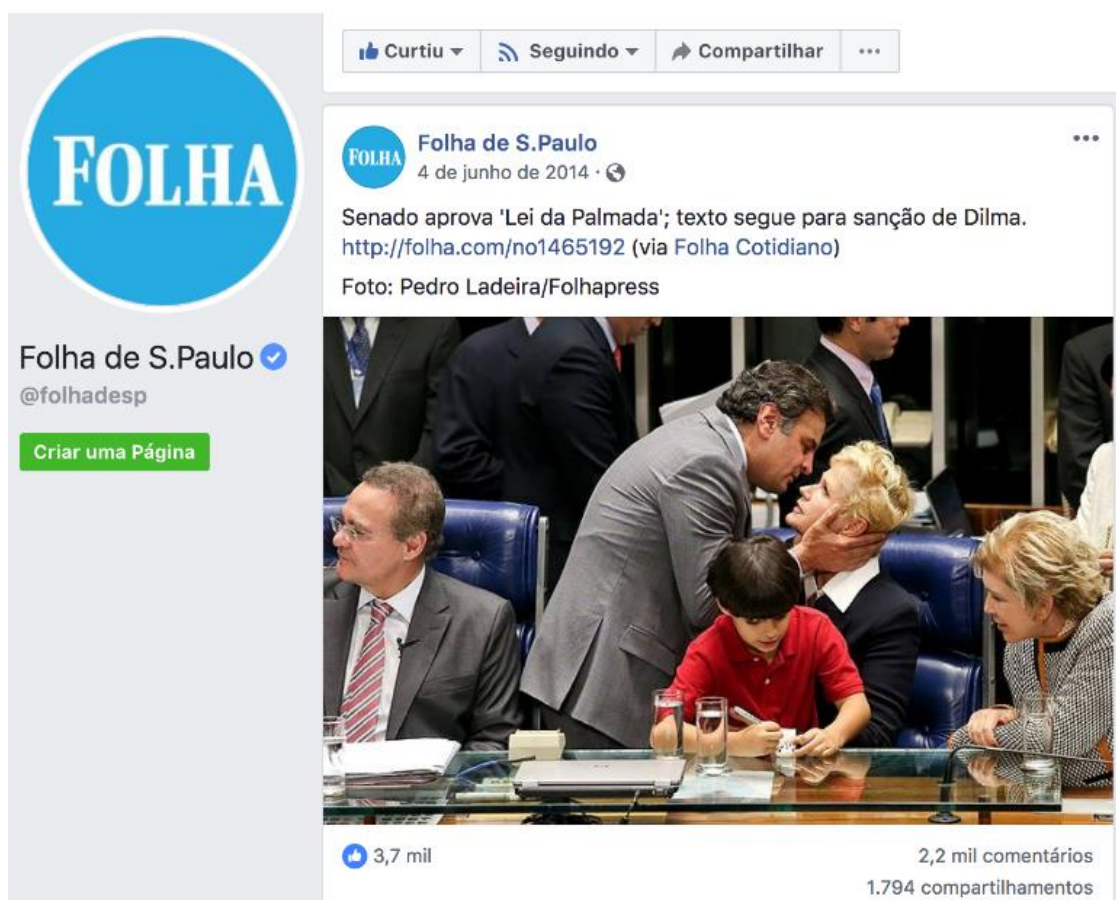 FOLHA
Folha de S.Paulo
@folhadesp
Criar uma Página
Curtiu
Seguindo
Compartilhar
FOLHA
Folha de S.Paulo
4 de junho de 2014
Senado aprova 'Lei da Palmada'; texto segue para sanção de Dilma.
http://folha.com/no1465192 (via Folha Cotidiano)
Foto: Pedro Ladeira/Folhapress
3,7 mil
2,2 mil comentários
1.794 compartilhamentos